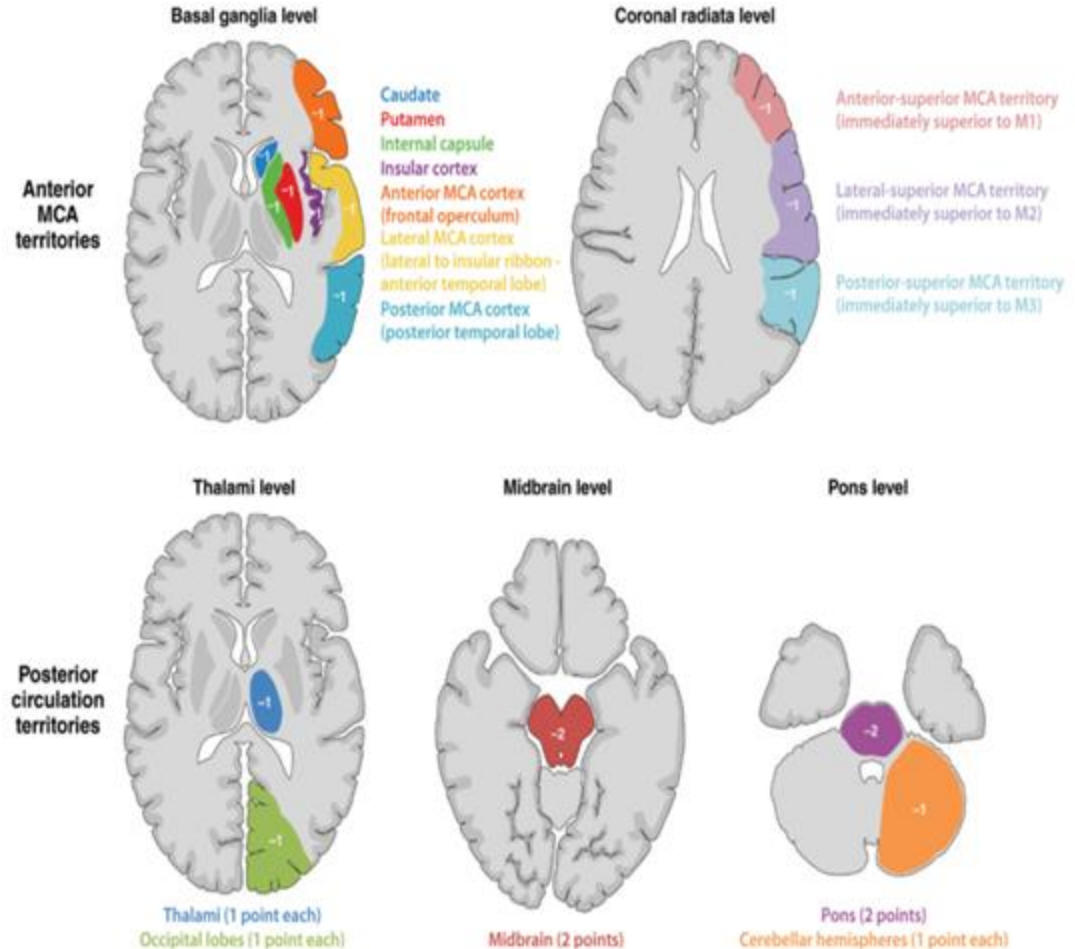 Basal ganglia level
Coronal radiata level
Anterior
MCA
territories
-1
-1
-1
-1
-1
-1
-1
Caudate
Putamen
Internal capsule
Insular cortex
Anterior MCA cortex
(frontal operculum)
Lateral MCA cortex
(lateral to insular ribbon -
anterior temporal lobe)
Posterior MCA cortex
(posterior temporal lobe)
-1
-1
-1
Anterior-superior MCA territory
(immediately superior to M1)
Lateral-superior MCA territory
(immediately superior to M2)
Posterior-superior MCA territory
(immediately superior to M3)
Thalami level
Midbrain level
Pons level
Posterior
circulation
territories
-1
-1
-2
-2
-1
Thalami (1 point each)
Occipital lobes (1 point each)
Midbrain (2 points)
Pons (2 points)
Cerebellar hemispheres (1 point each)